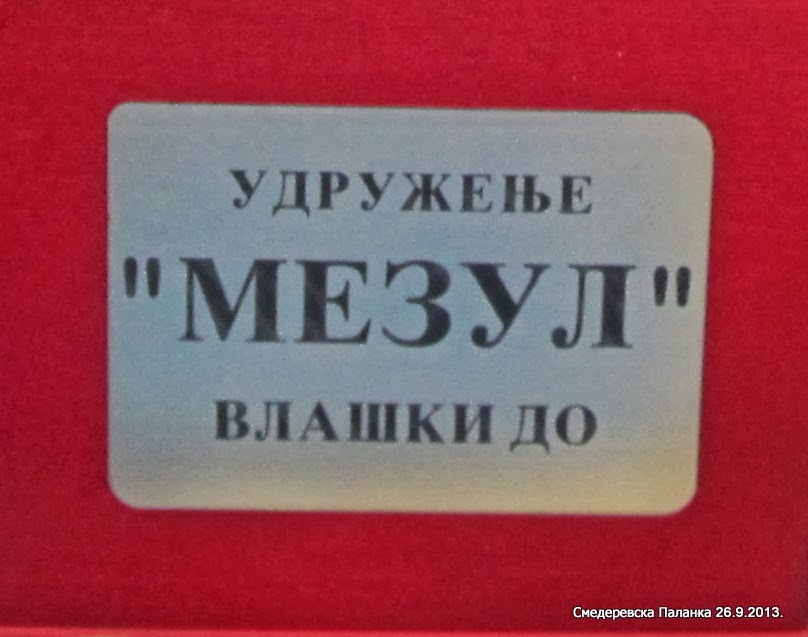 УДРУЖЕЊЕ
"МЕЗУЛ"
ВЛАШКИ ДО
Смедеревска Паланка 26.9.2013.